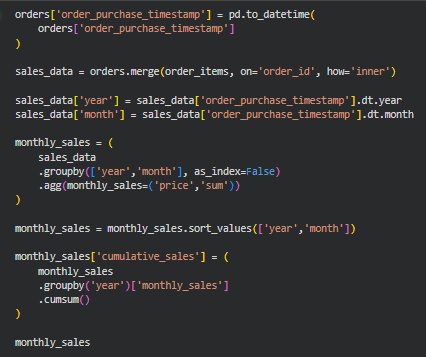 orders['order_purchase_timestamp'] = pd.to_datetime(
    orders['order_purchase_timestamp']
)

sales_data = orders.merge(order_items, on='order_id', how='inner')

sales_data['year'] = sales_data['order_purchase_timestamp'].dt.year
sales_data['month'] = sales_data['order_purchase_timestamp'].dt.month

monthly_sales = (
    sales_data
    .groupby(['year','month'], as_index=False)
    .agg(monthly_sales=('price','sum'))
)

monthly_sales = monthly_sales.sort_values(['year','month'])

monthly_sales['cumulative_sales'] = (
    monthly_sales
    .groupby('year')['monthly_sales']
    .cumsum()
)

monthly_sales